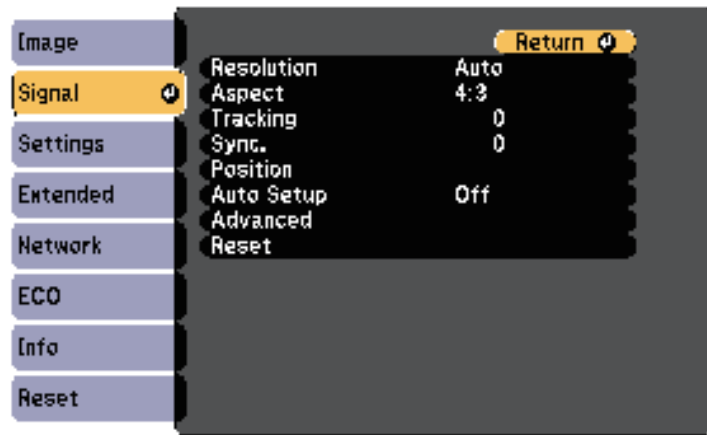 Image
Signal
Settings
Extended
Network
ECO
Info
Reset
Return
Resolution Auto
Aspect 4:3
Tracking 0
Sync. 0
Position
Auto Setup Off
Advanced
Reset